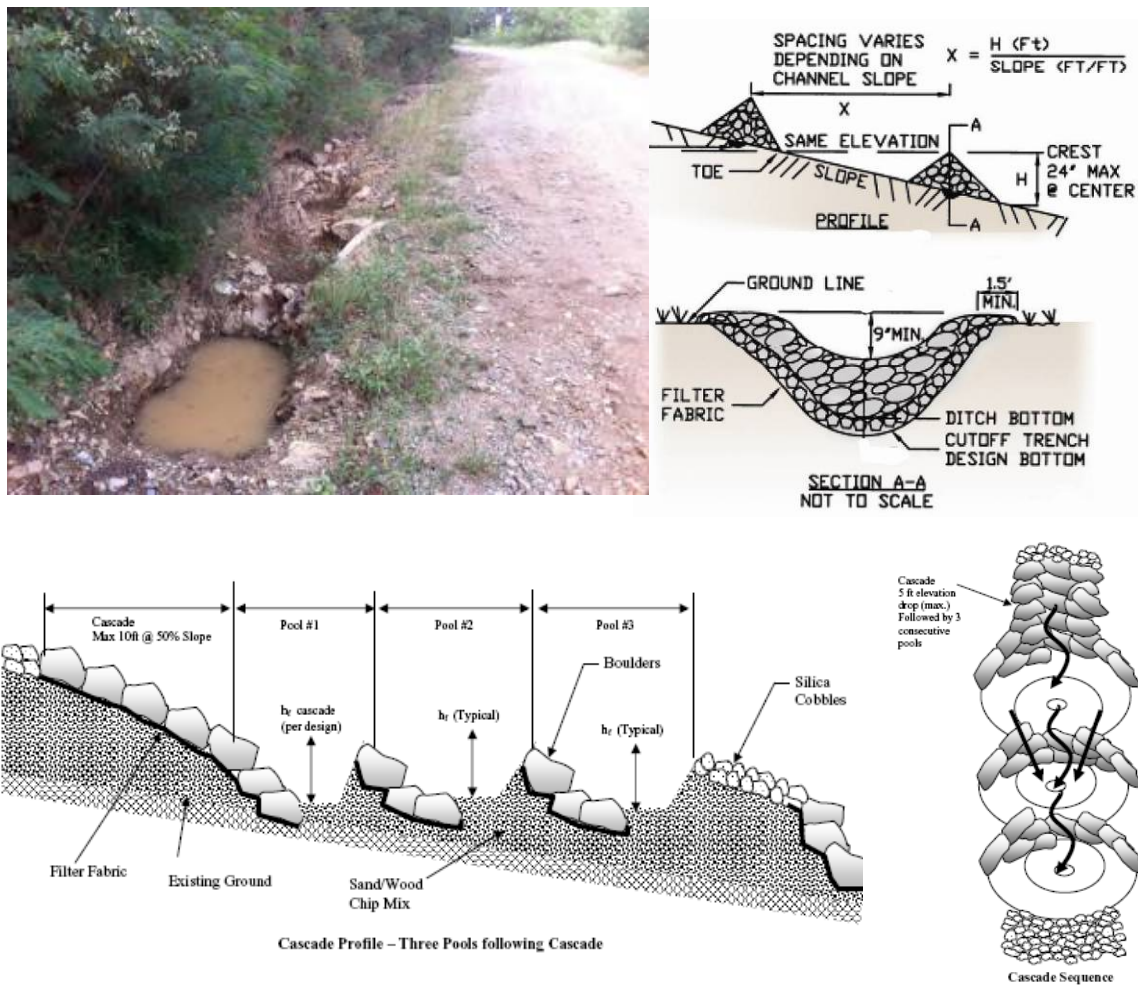 SPACING VARIES
DEPENDING ON
CHANNEL SLOPE
X = H (Ft)
SLOPE (FT/FT)
X
A
SAME ELEVATION
CREST
24" MAX
@ CENTER
TOE
SLOPE
H
A
PROFILE
GROUND LINE
1.5'
MIN.
9"MIN.
FILTER
FABRIC
DITCH BOTTOM
CUTOFF TRENCH
DESIGN BOTTOM
SECTION A-A
NOT TO SCALE
Cascade
Max 10ft @ 50% Slope
Pool #1
Pool #2
Pool #3
Boulders
Silica
Cobbles
hf cascade
(per design)
hf (Typical)
hf (Typical)
Filter Fabric
Existing Ground
Sand/Wood
Chip Mix
Cascade Profile – Three Pools following Cascade
Cascade
5 ft elevation
drop (max.)
Followed by 3
consecutive
pools
Cascade Sequence